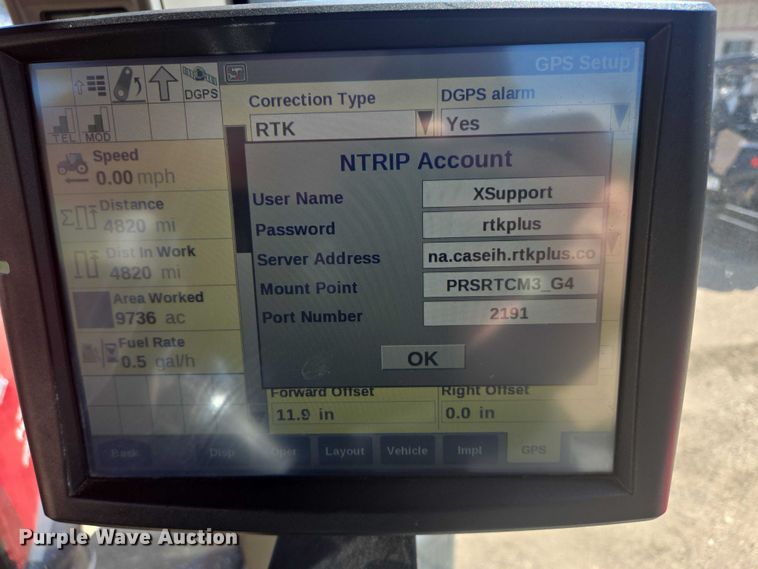 GPS Setup
DGPS
TEL MOD
Correction Type
DGPS alarm
RTK
Yes
Speed
0.00 mph
Distance
4820 mi
Dist In Work
4820 mi
Area Worked
9736 ac
Fuel Rate
0.5 gal/h
NTRIP Account
User Name XSupport
Password rtkplus
Server Address na.caseih.rtkplus.co
Mount Point PRSRTCM3_G4
Port Number 2191
OK
Forward Offset
Right Offset
11.9 in
0.0 in
Back Disp Oper Layout Vehicle Impt GPS
Purple Wave Auction